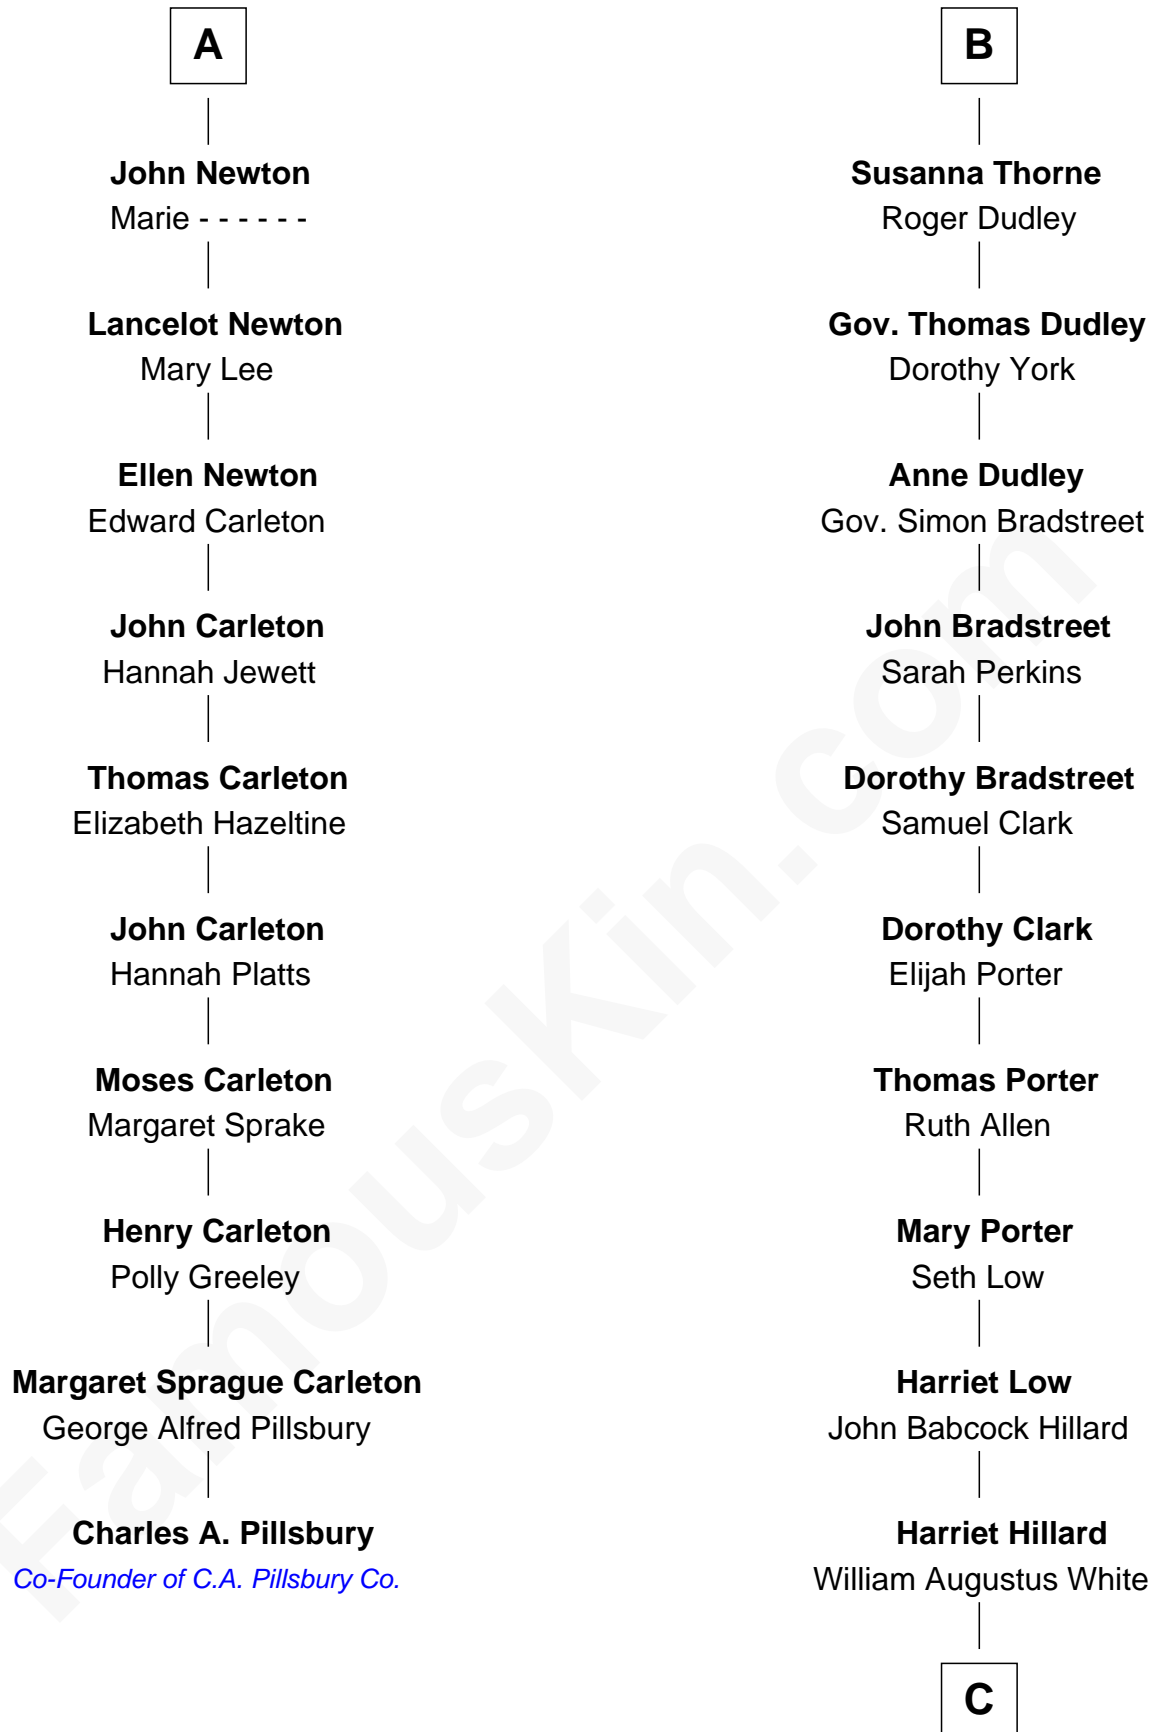 A
John Newton
Marie - - - - - -
Lancelot Newton
Mary Lee
Ellen Newton
Edward Carleton
John Carleton
Hannah Jewett
Thomas Carleton
Elizabeth Hazeltine
John Carleton
Hannah Platts
Moses Carleton
Margaret Sprake
Henry Carleton
Polly Greeley
Margaret Sprague Carleton
George Alfred Pillsbury
Charles A. Pillsbury
Co-Founder of C.A. Pillsbury Co.
B
Susanna Thorne
Roger Dudley
Gov. Thomas Dudley
Dorothy York
Anne Dudley
Gov. Simon Bradstreet
John Bradstreet
Sarah Perkins
Dorothy Bradstreet
Samuel Clark
Dorothy Clark
Elijah Porter
Thomas Porter
Ruth Allen
Mary Porter
Seth Low
Harriet Low
John Babcock Hillard
Harriet Hillard
William Augustus White
C
FamousKin.com